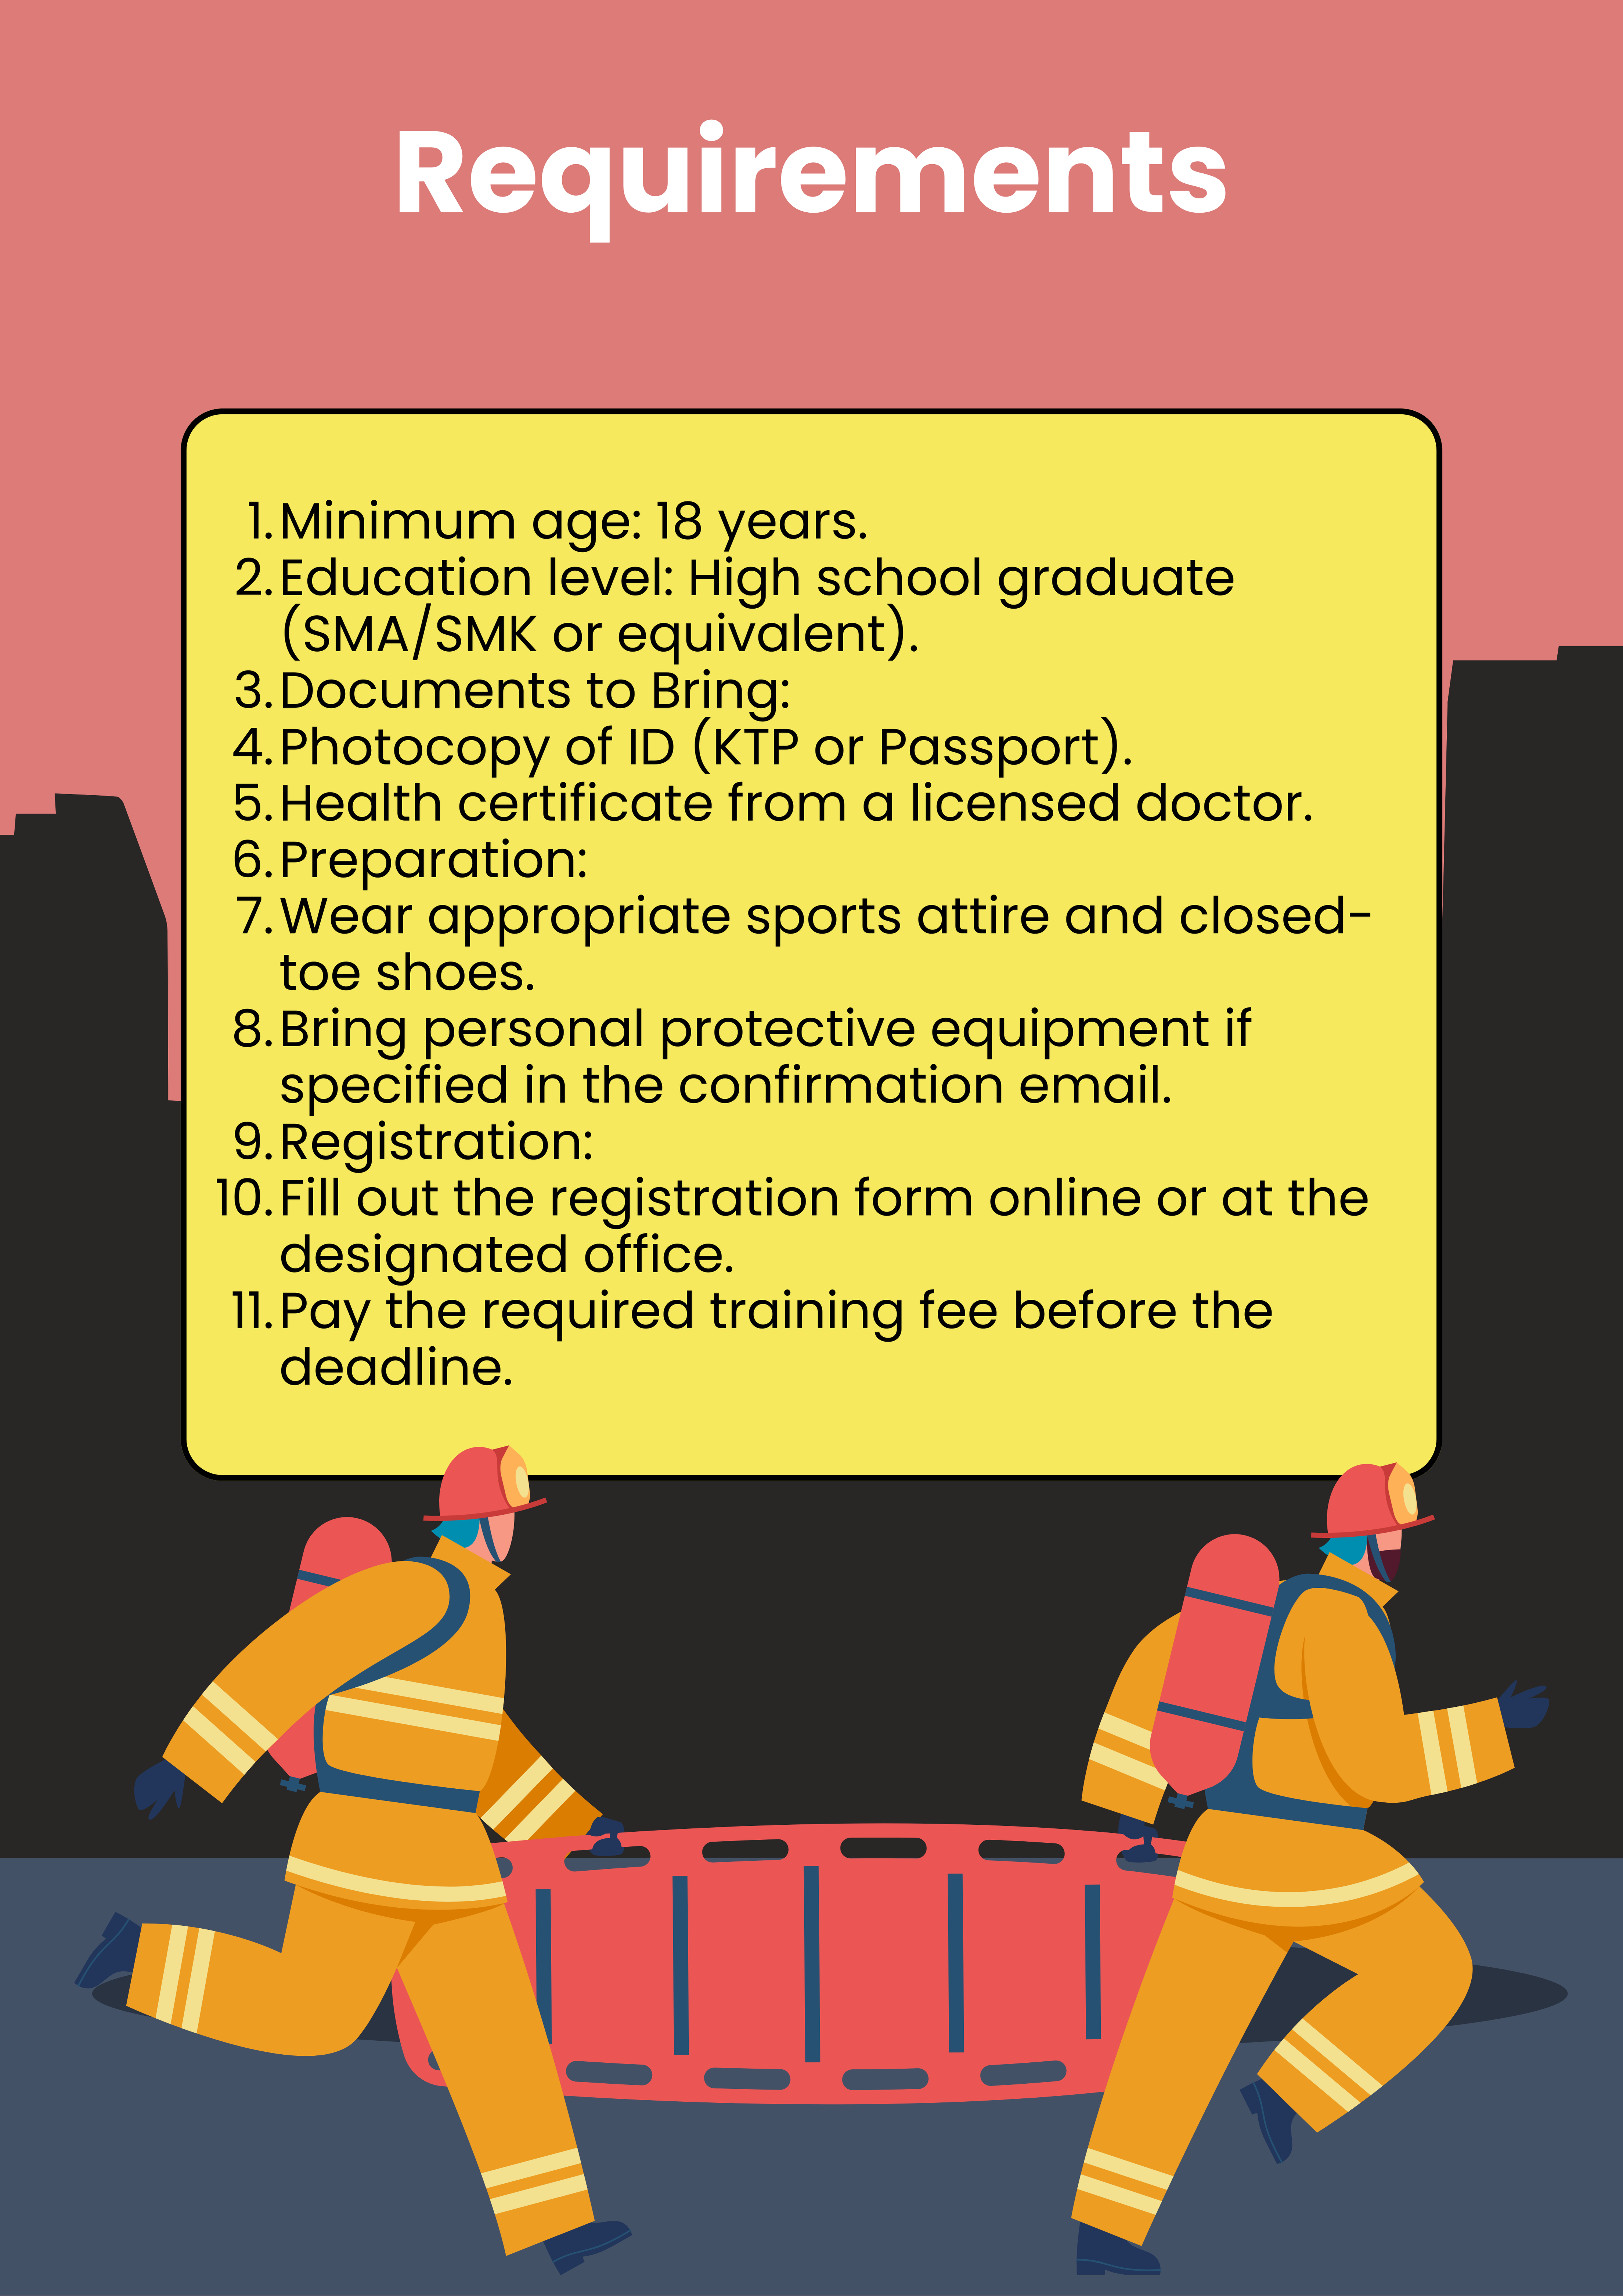 Requirements
1. Minimum age: 18 years.
2. Education level: High school graduate
(SMA/SMK or equivalent).
3. Documents to Bring:
4. Photocopy of ID (KTP or Passport).
5. Health certificate from a licensed doctor.
6. Preparation:
7. Wear appropriate sports attire and closed-
toe shoes.
8. Bring personal protective equipment if
specified in the confirmation email.
9. Registration:
10. Fill out the registration form online or at the
designated office.
11. Pay the required training fee before the
deadline.